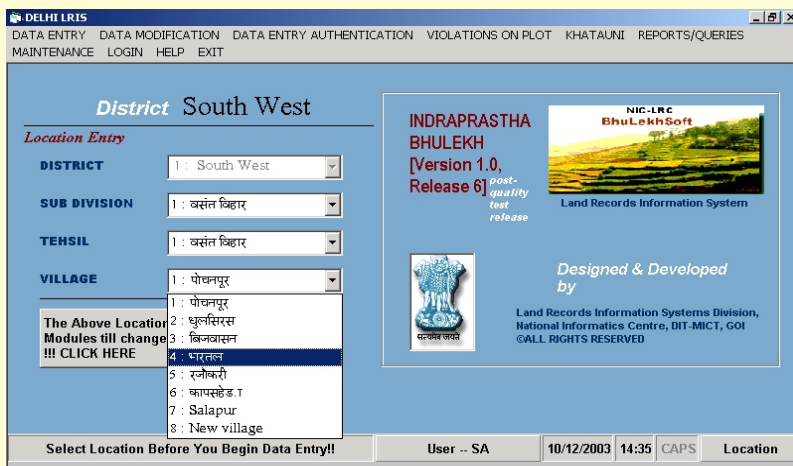 DELHI LRIS
DATA ENTRY DATA MODIFICATION DATA ENTRY AUTHENTICATION VIOLATIONS ON PLOT KHATAUNI REPORTS/QUERIES
MAINTENANCE LOGIN HELP EXIT
District South West
Location Entry
DISTRICT 1 : South West
SUB DIVISION 1 : वसंत विहार
TEHSIL 1 : वसंत विहार
VILLAGE 1 : पोचनपूर
1 : पोचनपूर
2 : धुलसिरस
3 : बिजवासन
4 : भरतल
5 : रजौकरी
6 : कापसहेड.ा
7 : Salapur
8 : New village
The Above Location
Modules till change
!!! CLICK HERE
INDRAPRASTHA
BHULEKH
[Version 1.0,
Release 6] post-
quality
test
release
NIC-LRC
BhuLekhSoft
Land Records Information System
सत्यमेव जयते
Designed & Developed
by
Land Records Information Systems Division,
National Informatics Centre, DIT-MICT, GOI
©ALL RIGHTS RESERVED
Select Location Before You Begin Data Entry!! User -- SA 10/12/2003 14:35 CAPS Location